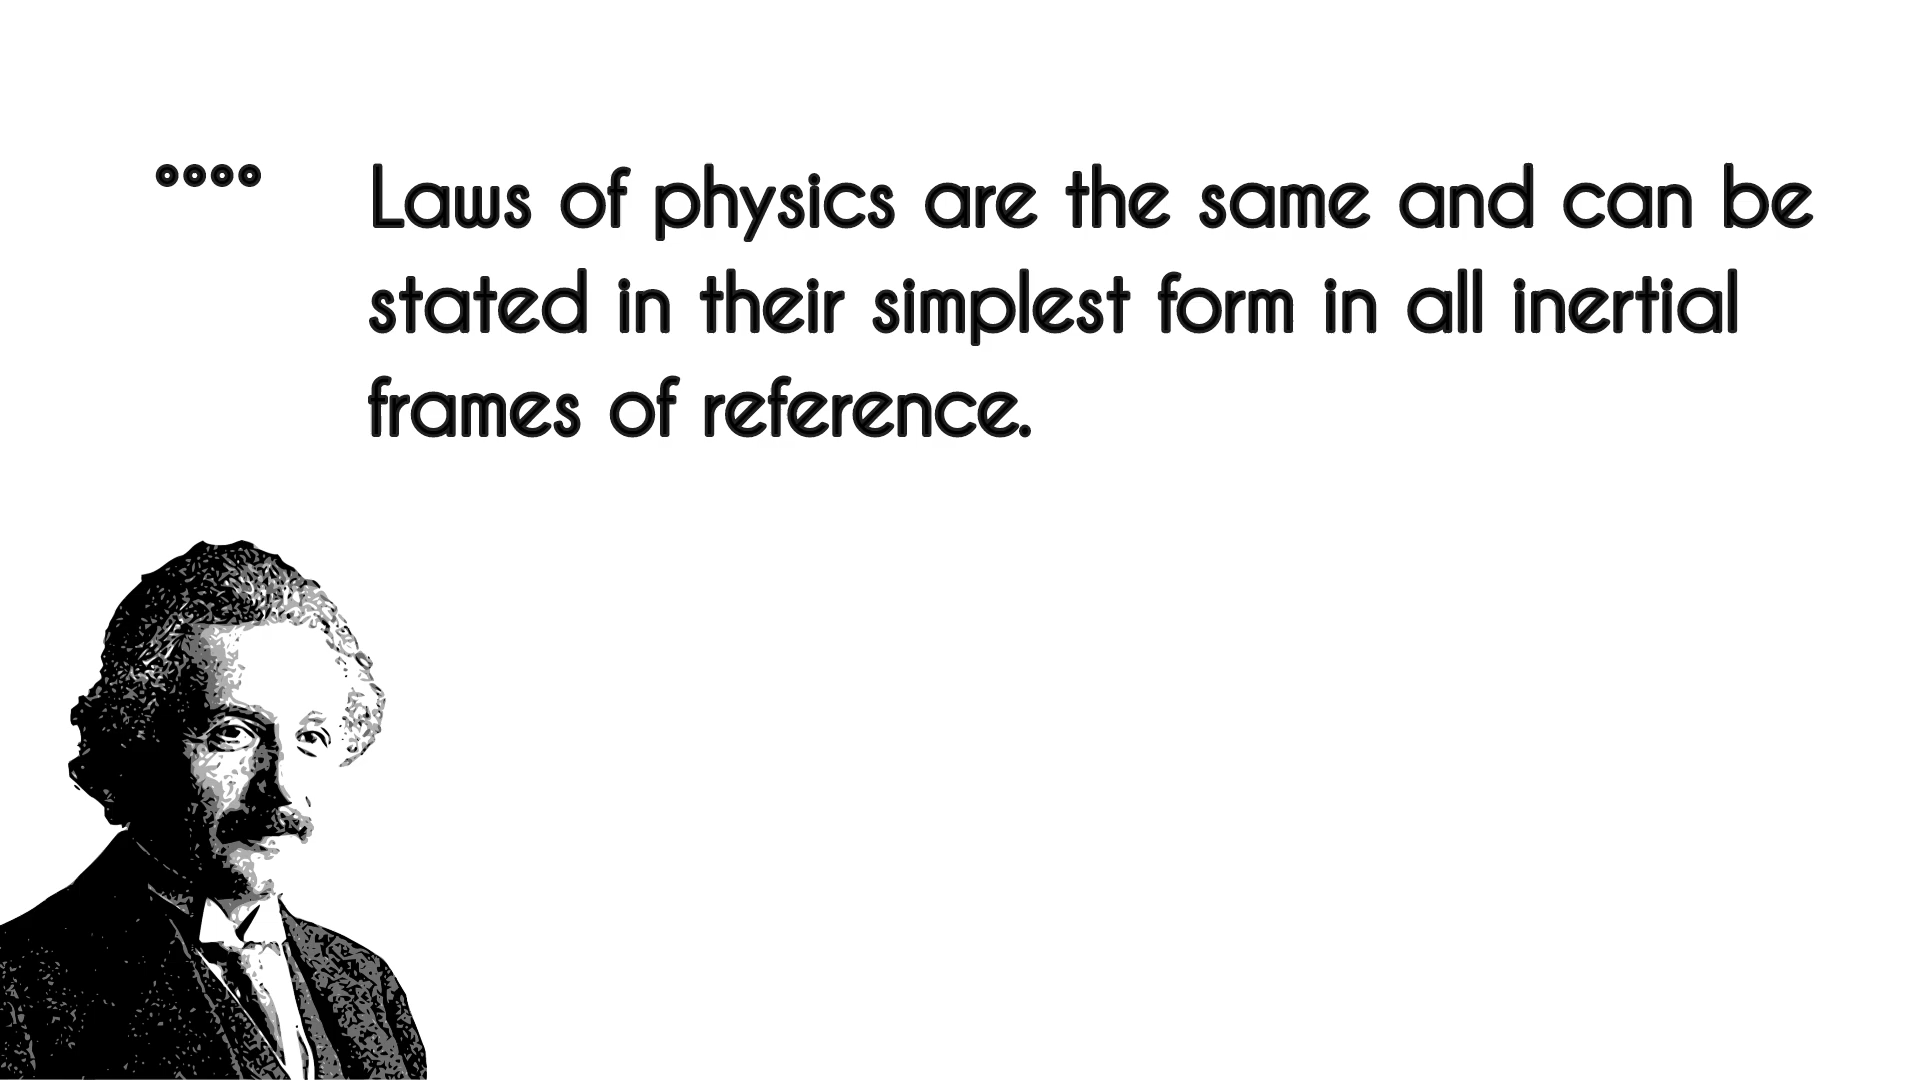 Laws of physics are the same and can be
stated in their simplest form in all inertial
frames of reference.